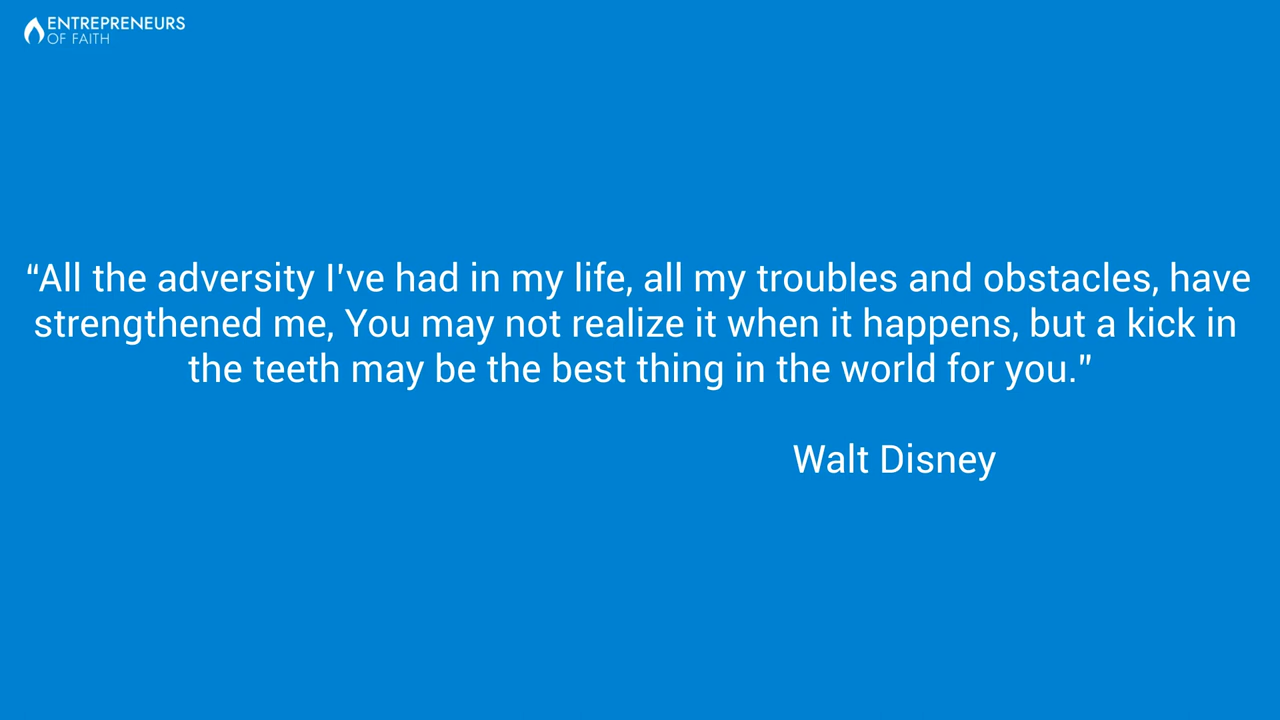 ENTREPRENEURS
OF FAITH
“All the adversity I've had in my life, all my troubles and obstacles, have
strengthened me, You may not realize it when it happens, but a kick in
the teeth may be the best thing in the world for you.”
Walt Disney